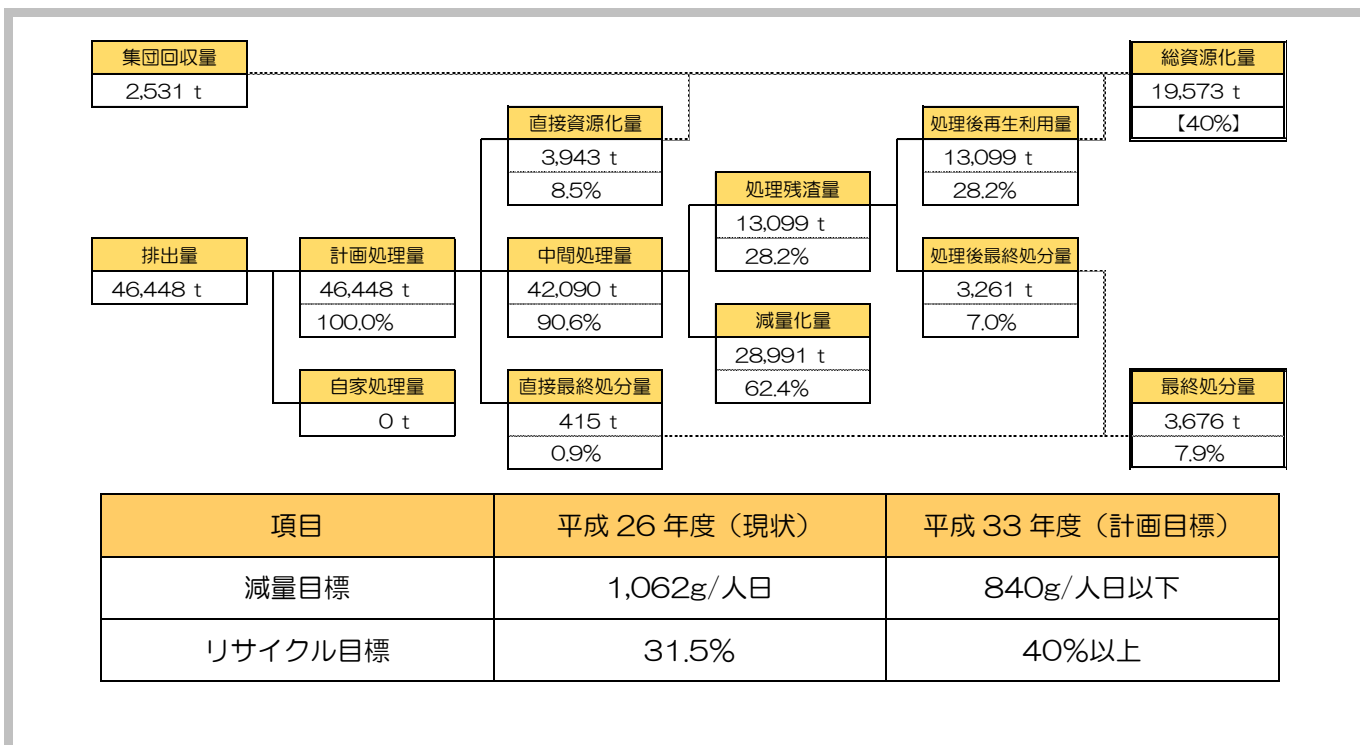 集団回収量
2,531 t
総資源化量
19,573 t
【40%】
直接資源化量
3,943 t
8.5%
処理後再生利用量
13,099 t
28.2%
処理残渣量
13,099 t
28.2%
排出量
46,448 t
計画処理量
46,448 t
100.0%
中間処理量
42,090 t
90.6%
処理後最終処分量
3,261 t
7.0%
減量化量
28,991 t
62.4%
自家処理量
0 t
直接最終処分量
415 t
0.9%
最終処分量
3,676 t
7.9%
項目 平成 26 年度（現状） 平成 33 年度（計画目標）
減量目標 1,062g/人日 840g/人日以下
リサイクル目標 31.5% 40%以上